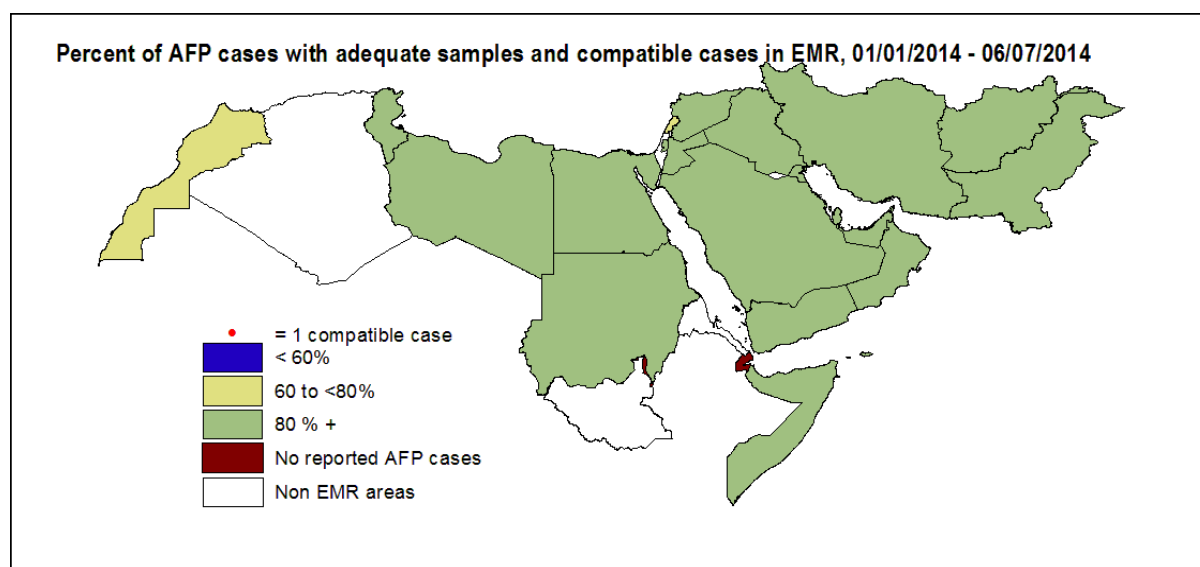 Percent of AFP cases with adequate samples and compatible cases in EMR, 01/01/2014 - 06/07/2014
= 1 compatible case
< 60%
60 to <80%
80 % +
No reported AFP cases
Non EMR areas